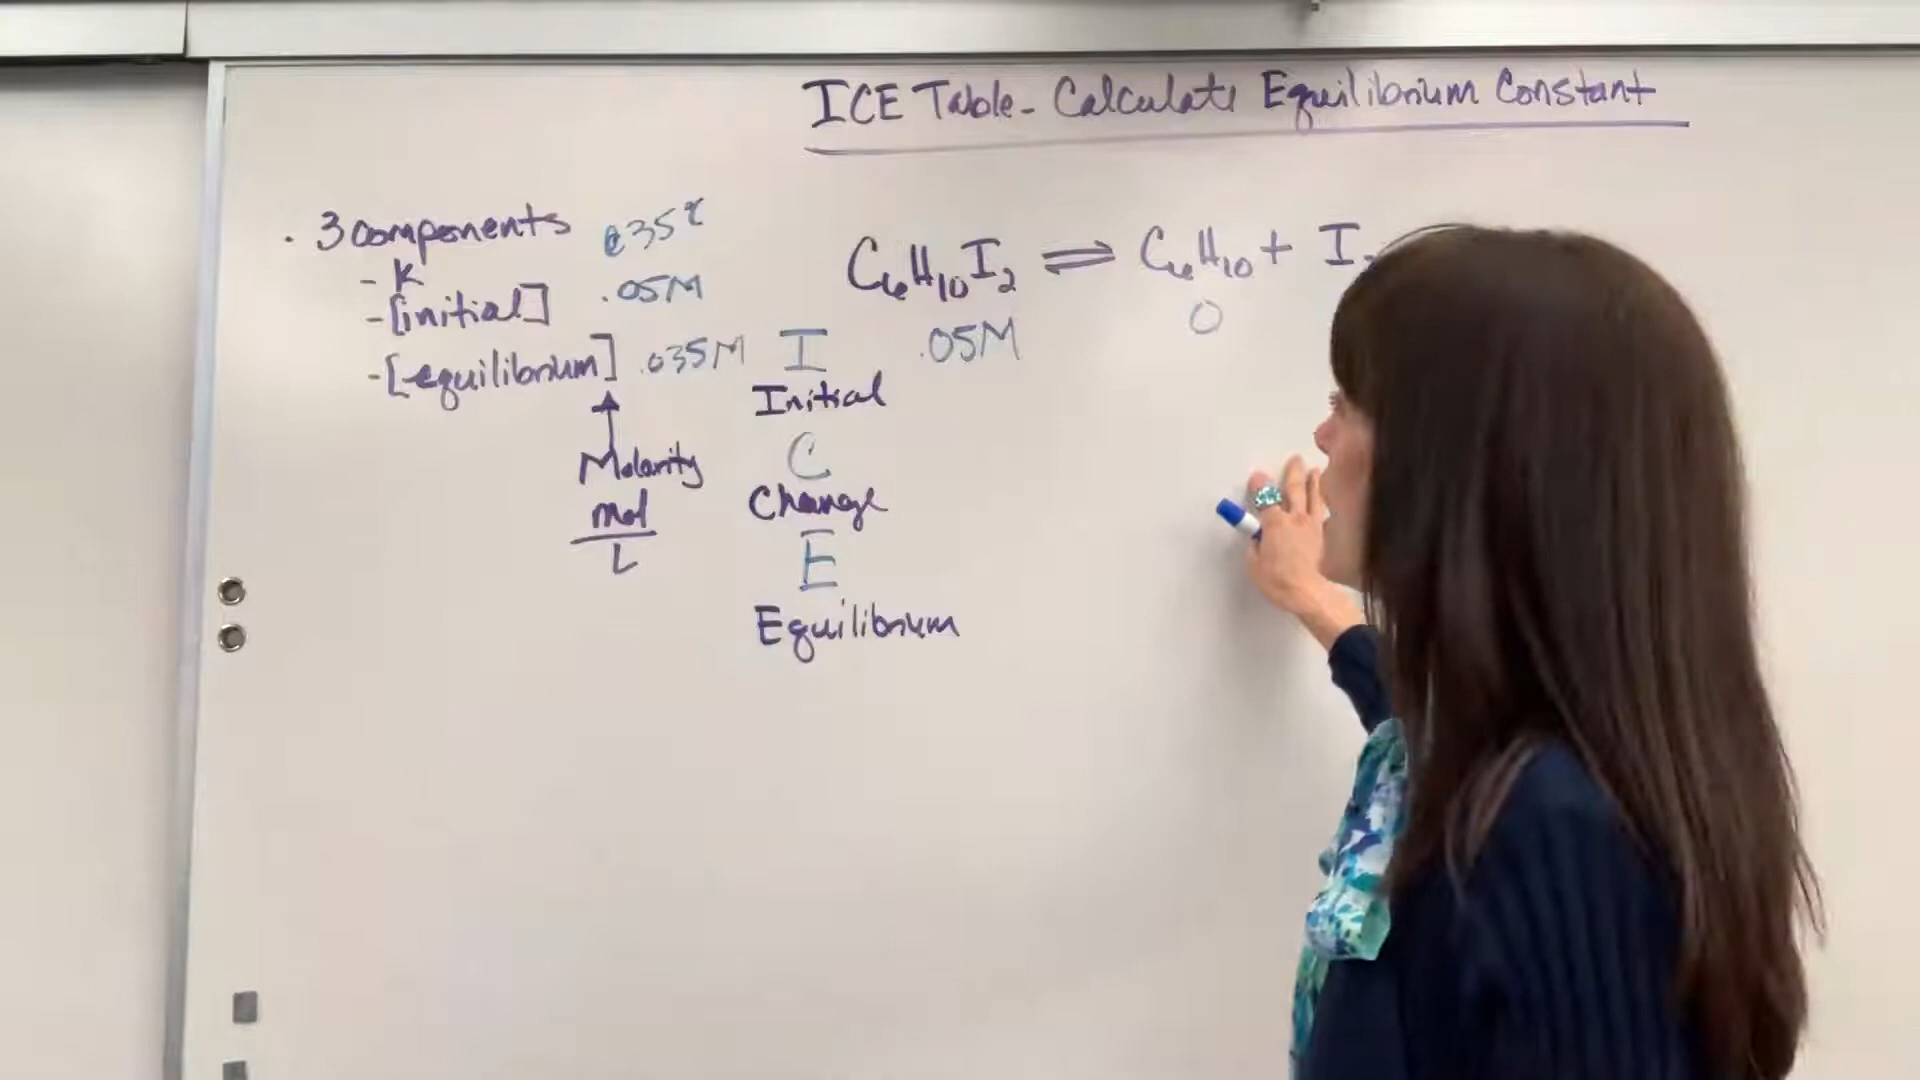 ICE Table - Calculate Equilibrium Constant
· 3 components @35℃
- K
- [initial] .05M
- [equilibrium] .035M
Molarity
mol
L
C6H10I2 ⇌ C6H10 + I
I .05M 0
Initial
C
Change
E
Equilibrium